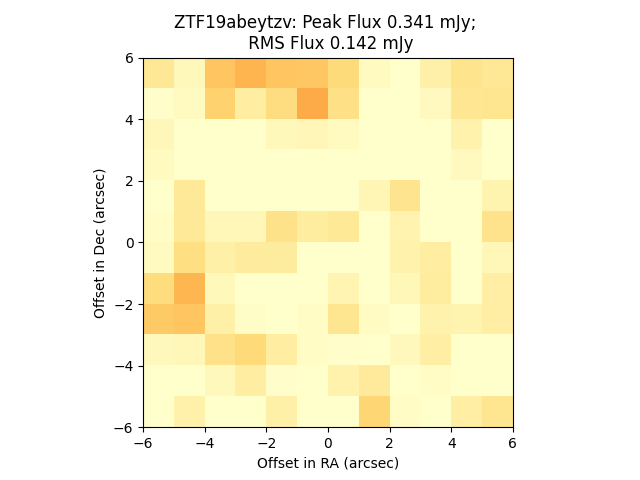 ZTF19abeytzv: Peak Flux 0.341 mJy;
RMS Flux 0.142 mJy
6
4
2
0
−2
−4
−6
Offset in Dec (arcsec)
−6 −4 −2 0 2 4 6
Offset in RA (arcsec)